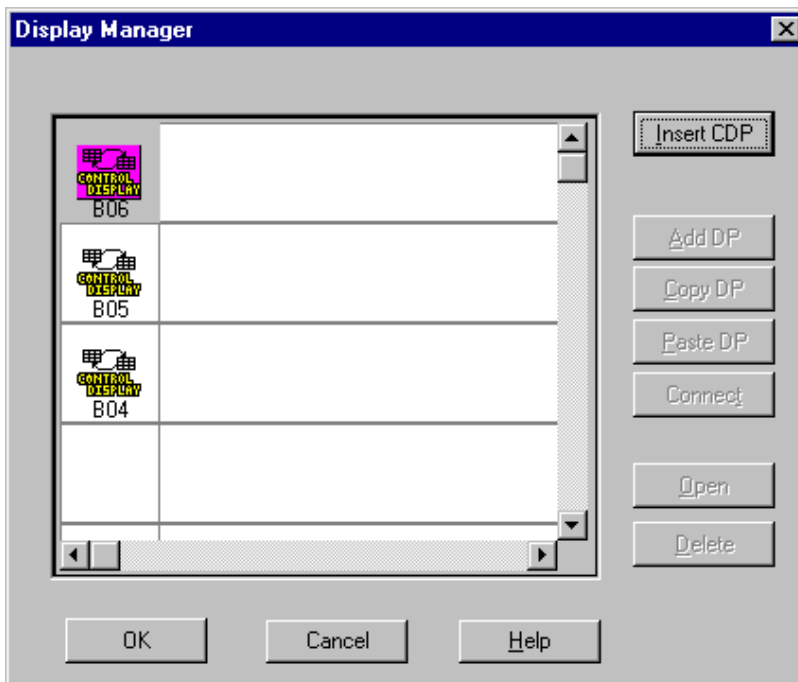 Display Manager
Insert CDP
CONTROL
DISPLAY
B06
Add DP
CONTROL
DISPLAY
B05
Copy DP
Paste DP
CONTROL
DISPLAY
B04
Connect
Open
Delete
OK Cancel Help